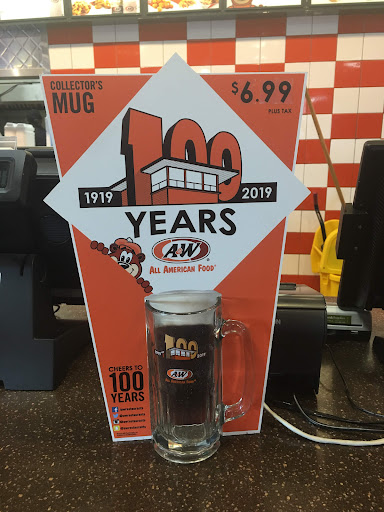 COLLECTOR'S
MUG
$6.99
PLUS TAX
100
1919 2019
YEARS
A&W
ALL AMERICAN FOOD
100
A&W
CHEERS TO
100
YEARS